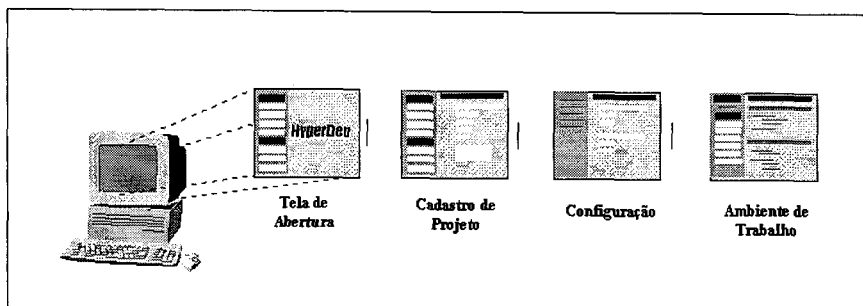 HyperDev
Tela de
Abertura
Cadastro de
Projeto
Configuração
Ambiente de
Trabalho